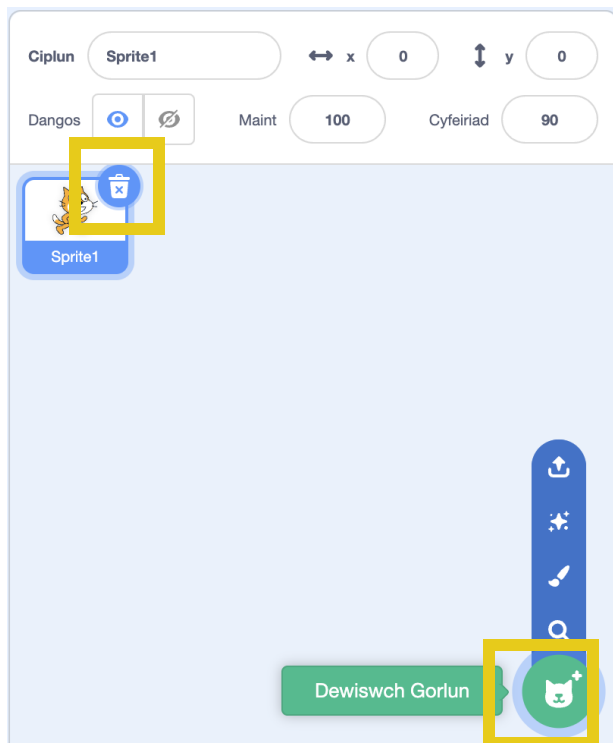 Ciplun Sprite1 x 0 y 0
Dangos Maint 100 Cyfeiriad 90
Sprite1
Dewiswch Gorlun